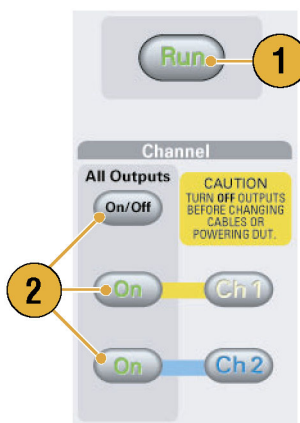 Run
1
Channel
All Outputs
On/Off
CAUTION
TURN OFF OUTPUTS
BEFORE CHANGING
CABLES OR
POWERING DUT.
2
On
Ch 1
On
Ch 2